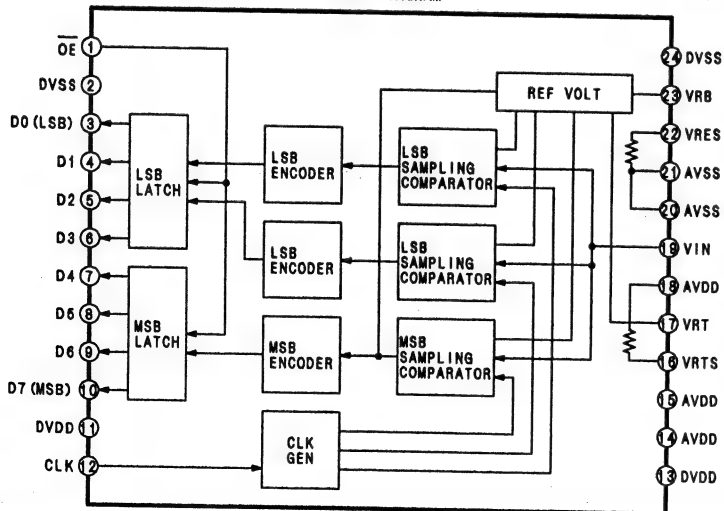 OE
1
DVSS
2
D0 (LSB)
3
D1
4
D2
5
D3
6
D4
7
D5
8
D6
9
D7 (MSB)
10
DVDD
11
CLK
12
LSB
LATCH
MSB
LATCH
LSB
ENCODER
LSB
ENCODER
MSB
ENCODER
CLK
GEN
REF VOLT
LSB
SAMPLING
COMPARATOR
LSB
SAMPLING
COMPARATOR
MSB
SAMPLING
COMPARATOR
24
DVSS
23
VRB
22
VRES
21
AVSS
20
AVSS
19
VIN
18
AVDD
17
VRT
16
VRTS
15
AVDD
14
AVDD
13
DVDD